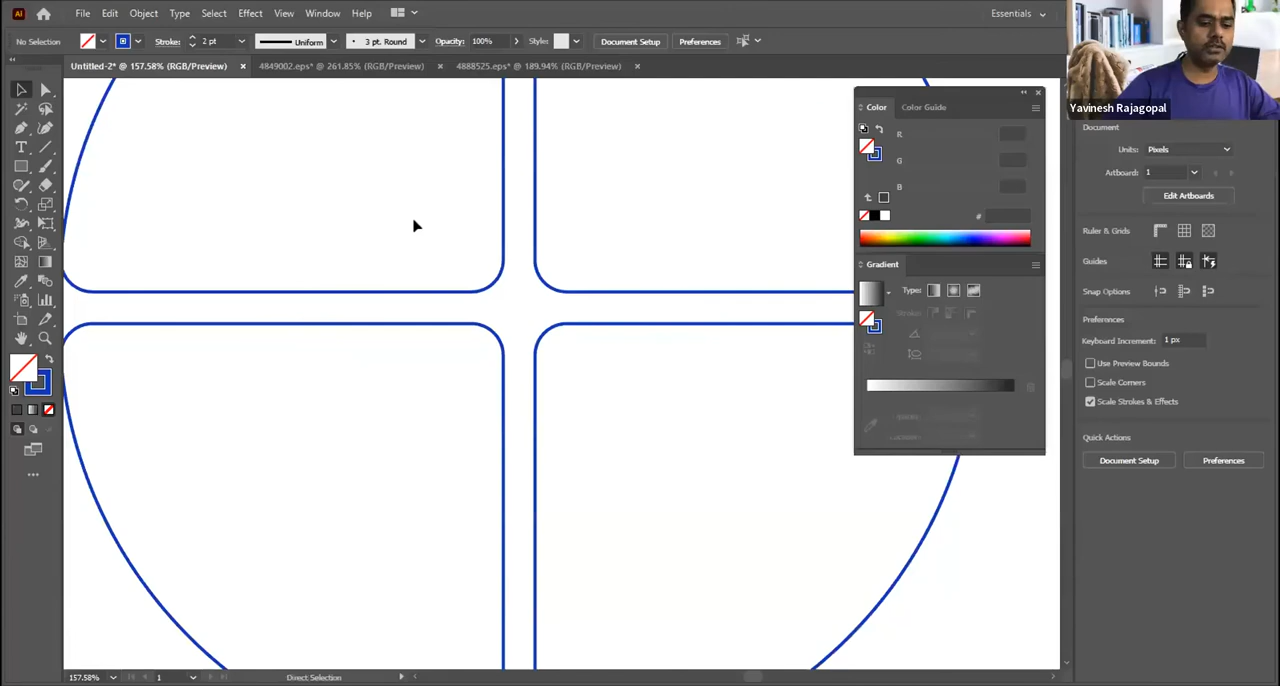 Ai File Edit Object Type Select Effect View Window Help Essentials
No Selection Stroke: 2 pt Uniform 3 pt. Round Opacity: 100% Style: Document Setup Preferences
Untitled-2* @ 157.58% (RGB/Preview) × 4849002.eps* @ 261.85% (RGB/Preview) × 4888525.eps* @ 189.94% (RGB/Preview) ×
Yavinesh Rajagopal
Color Color Guide
R
G
B
#
Gradient
Type:
Stroke:
Document
Units: Pixels
Artboard: 1
Edit Artboards
Ruler & Grids
Guides
Snap Options
Preferences
Keyboard Increment: 1 px
Use Preview Bounds
Scale Corners
Scale Strokes & Effects
Quick Actions
Document Setup Preferences
157.58% 1 Direct Selection